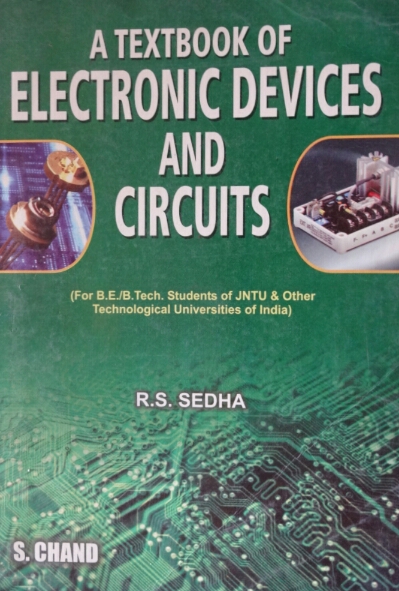 A TEXTBOOK OF
ELECTRONIC DEVICES
AND
CIRCUITS
(For B.E./B.Tech. Students of JNTU & Other
Technological Universities of India)
R.S. SEDHA
S. CHAND